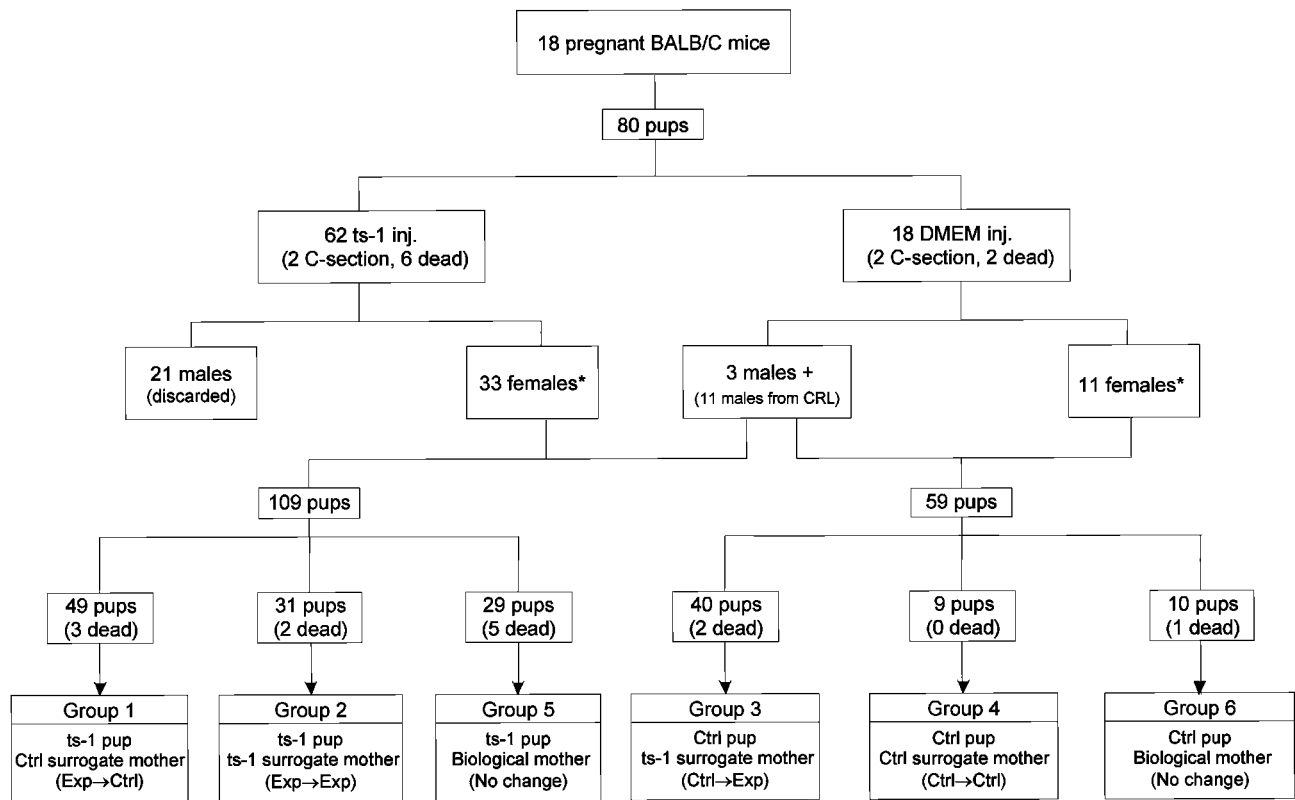 18 pregnant BALB/C mice
80 pups
62 ts-1 inj.
(2 C-section, 6 dead)
18 DMEM inj.
(2 C-section, 2 dead)
21 males
(discarded)
33 females*
3 males +
(11 males from CRL)
11 females*
109 pups
59 pups
49 pups
(3 dead)
31 pups
(2 dead)
29 pups
(5 dead)
40 pups
(2 dead)
9 pups
(0 dead)
10 pups
(1 dead)
Group 1
ts-1 pup
Ctrl surrogate mother
(Exp→Ctrl)
Group 2
ts-1 pup
ts-1 surrogate mother
(Exp→Exp)
Group 5
ts-1 pup
Biological mother
(No change)
Group 3
Ctrl pup
ts-1 surrogate mother
(Ctrl→Exp)
Group 4
Ctrl pup
Ctrl surrogate mother
(Ctrl→Ctrl)
Group 6
Ctrl pup
Biological mother
(No change)